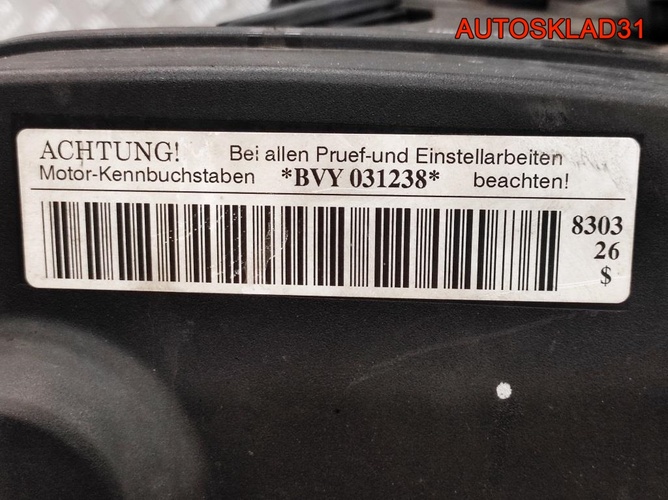 AUTOSKLAD31
ACHTUNG! Bei allen Pruef-und Einstellarbeiten
Motor-Kennbuchstaben *BVY 031238* beachten!
8303
26
$